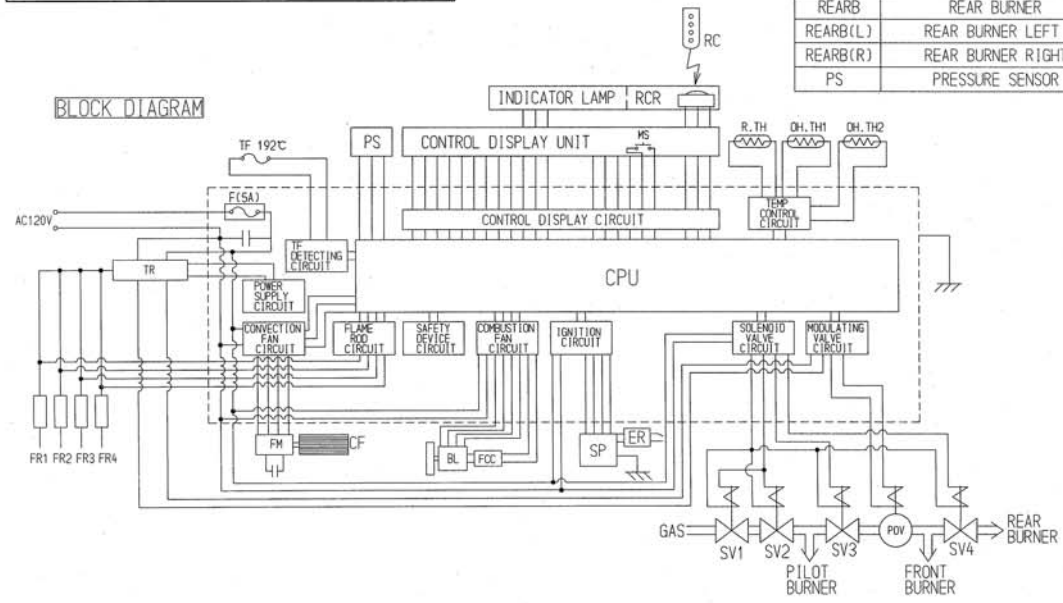 REARB REAR BURNER
REARB(L) REAR BURNER LEFT
REARB(R) REAR BURNER RIGHT
PS PRESSURE SENSOR
RC
BLOCK DIAGRAM
INDICATOR LAMP RCR
PS
CONTROL DISPLAY UNIT
MS
R.TH
OH.TH1
OH.TH2
TF 192℃
F(5A)
AC120V
CONTROL DISPLAY CIRCUIT
TEMP
CONTROL
CIRCUIT
TF
DETECTING
CIRCUIT
CPU
TR
POWER
SUPPLY
CIRCUIT
CONVECTION
FAN
CIRCUIT
FLAME
ROD
CIRCUIT
SAFETY
DEVICE
CIRCUIT
COMBUSTION
FAN
CIRCUIT
IGNITION
CIRCUIT
SOLENOID
VALVE
CIRCUIT
MODULATING
VALVE
CIRCUIT
FR1 FR2 FR3 FR4
FM
CF
BL
FCC
SP
ER
GAS
SV1
SV2
SV3
POV
SV4
REAR
BURNER
PILOT
BURNER
FRONT
BURNER